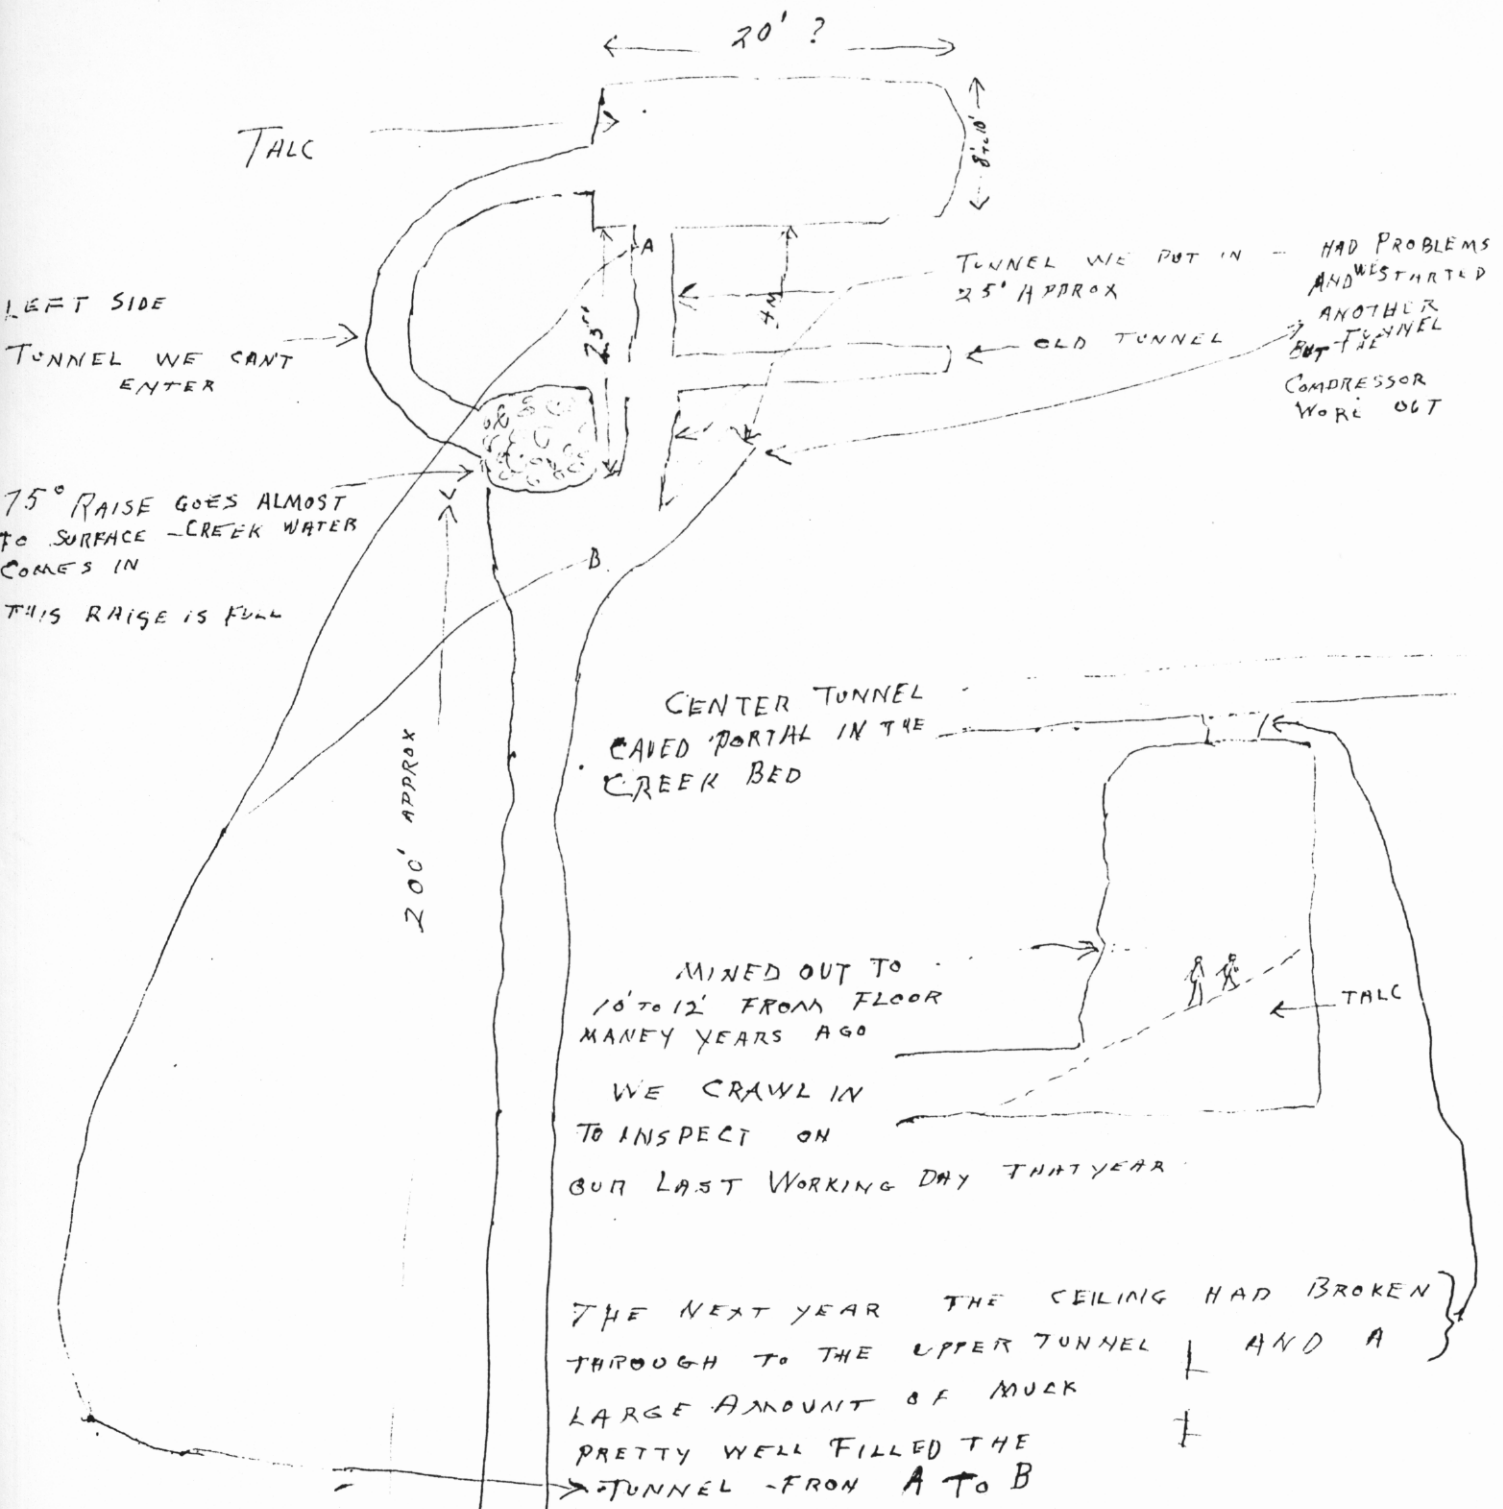 20' ?
8' to 10'
TALC
A
TUNNEL WE PUT IN - HAD PROBLEMS
25' APPROX
AND WE STARTED
ANOTHER
TUNNEL
BUT THE
COMPRESSOR
WORE OUT
25'
OLD TUNNEL
LEFT SIDE
TUNNEL WE CANT
ENTER
75° RAISE GOES ALMOST
TO SURFACE - CREEK WATER
COMES IN
THIS RAISE IS FULL
B
200' APPROX
CENTER TUNNEL
CAVED PORTAL IN THE
CREEK BED
MINED OUT TO
10' TO 12' FROM FLOOR
MANEY YEARS AGO
TALC
WE CRAWL IN
TO INSPECT ON
OUR LAST WORKING DAY THAT YEAR
THE NEXT YEAR THE CEILING HAD BROKEN
THROUGH TO THE UPPER TUNNEL AND A
LARGE AMOUNT OF MUCK
PRETTY WELL FILLED THE
TUNNEL - FROM A TO B